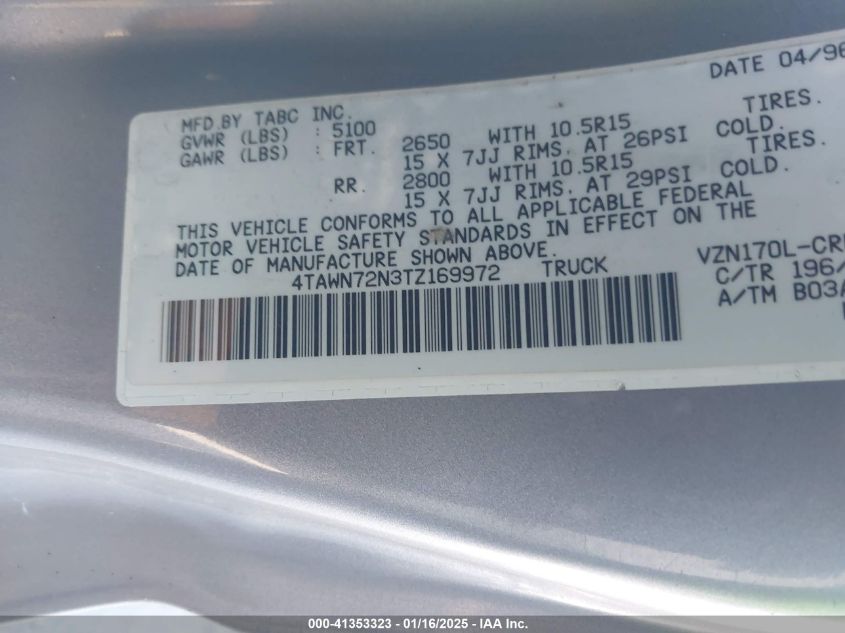 DATE 04/96
MFD.BY TABC INC.
GVWR (LBS) : 5100
GAWR (LBS) : FRT. 2650 WITH 10.5R15 TIRES.
15 X 7JJ RIMS. AT 26PSI COLD.
RR. 2800 WITH 10.5R15 TIRES.
15 X 7JJ RIMS. AT 29PSI COLD.
THIS VEHICLE CONFORMS TO ALL APPLICABLE FEDERAL
MOTOR VEHICLE SAFETY STANDARDS IN EFFECT ON THE
DATE OF MANUFACTURE SHOWN ABOVE.
4TAWN72N3TZ169972 TRUCK
VZN170L-CR
C/TR 196/
A/TM B03A
000-41353323 - 01/16/2025 - IAA Inc.